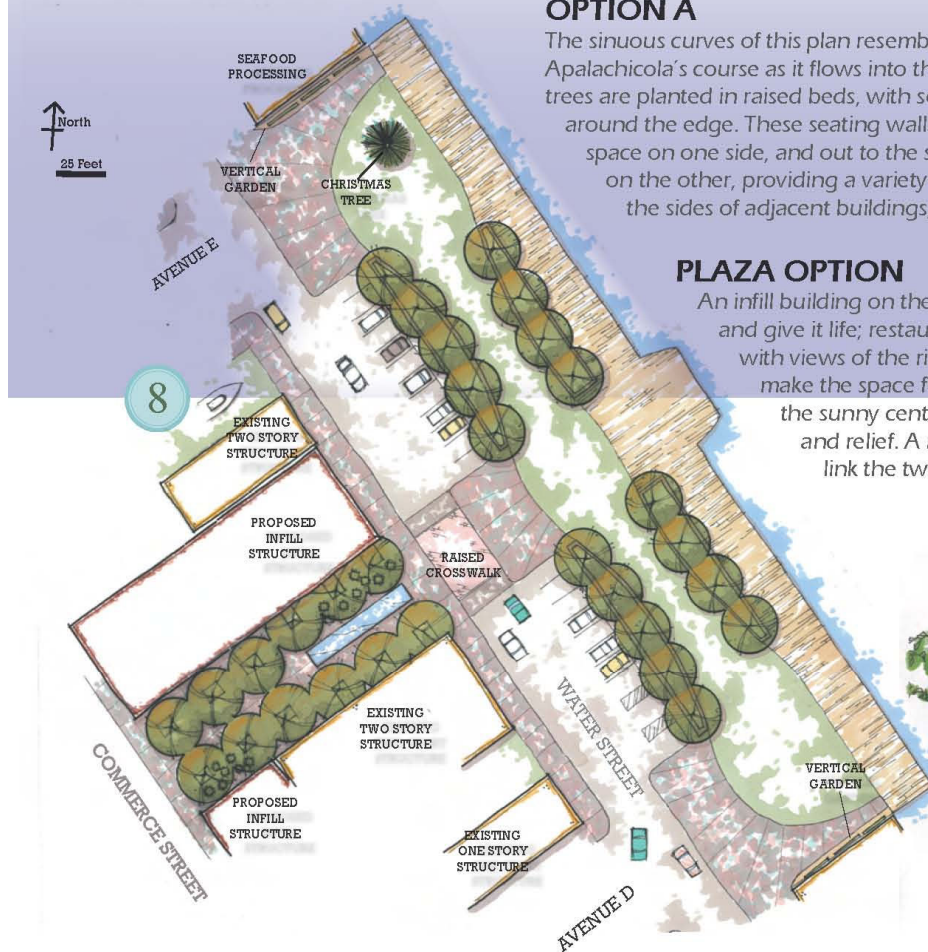 OPTION A
The sinuous curves of this plan resemb
Apalachicola's course as it flows into th
trees are planted in raised beds, with s
around the edge. These seating wall
space on one side, and out to the s
on the other, providing a variety
the sides of adjacent buildings,
PLAZA OPTION
An infill building on the
and give it life; restau
with views of the ri
make the space f
the sunny cent
and relief. A
link the tw
North
25 Feet
SEAFOOD
PROCESSING
VERTICAL
GARDEN
CHRISTMAS
TREE
AVENUE E
8
EXISTING
TWO STORY
STRUCTURE
PROPOSED
INFILL
STRUCTURE
RAISED
CROSSWALK
EXISTING
TWO STORY
STRUCTURE
WATER STREET
COMMERCE STREET
PROPOSED
INFILL
STRUCTURE
EXISTING
ONE STORY
STRUCTURE
VERTICAL
GARDEN
AVENUE D